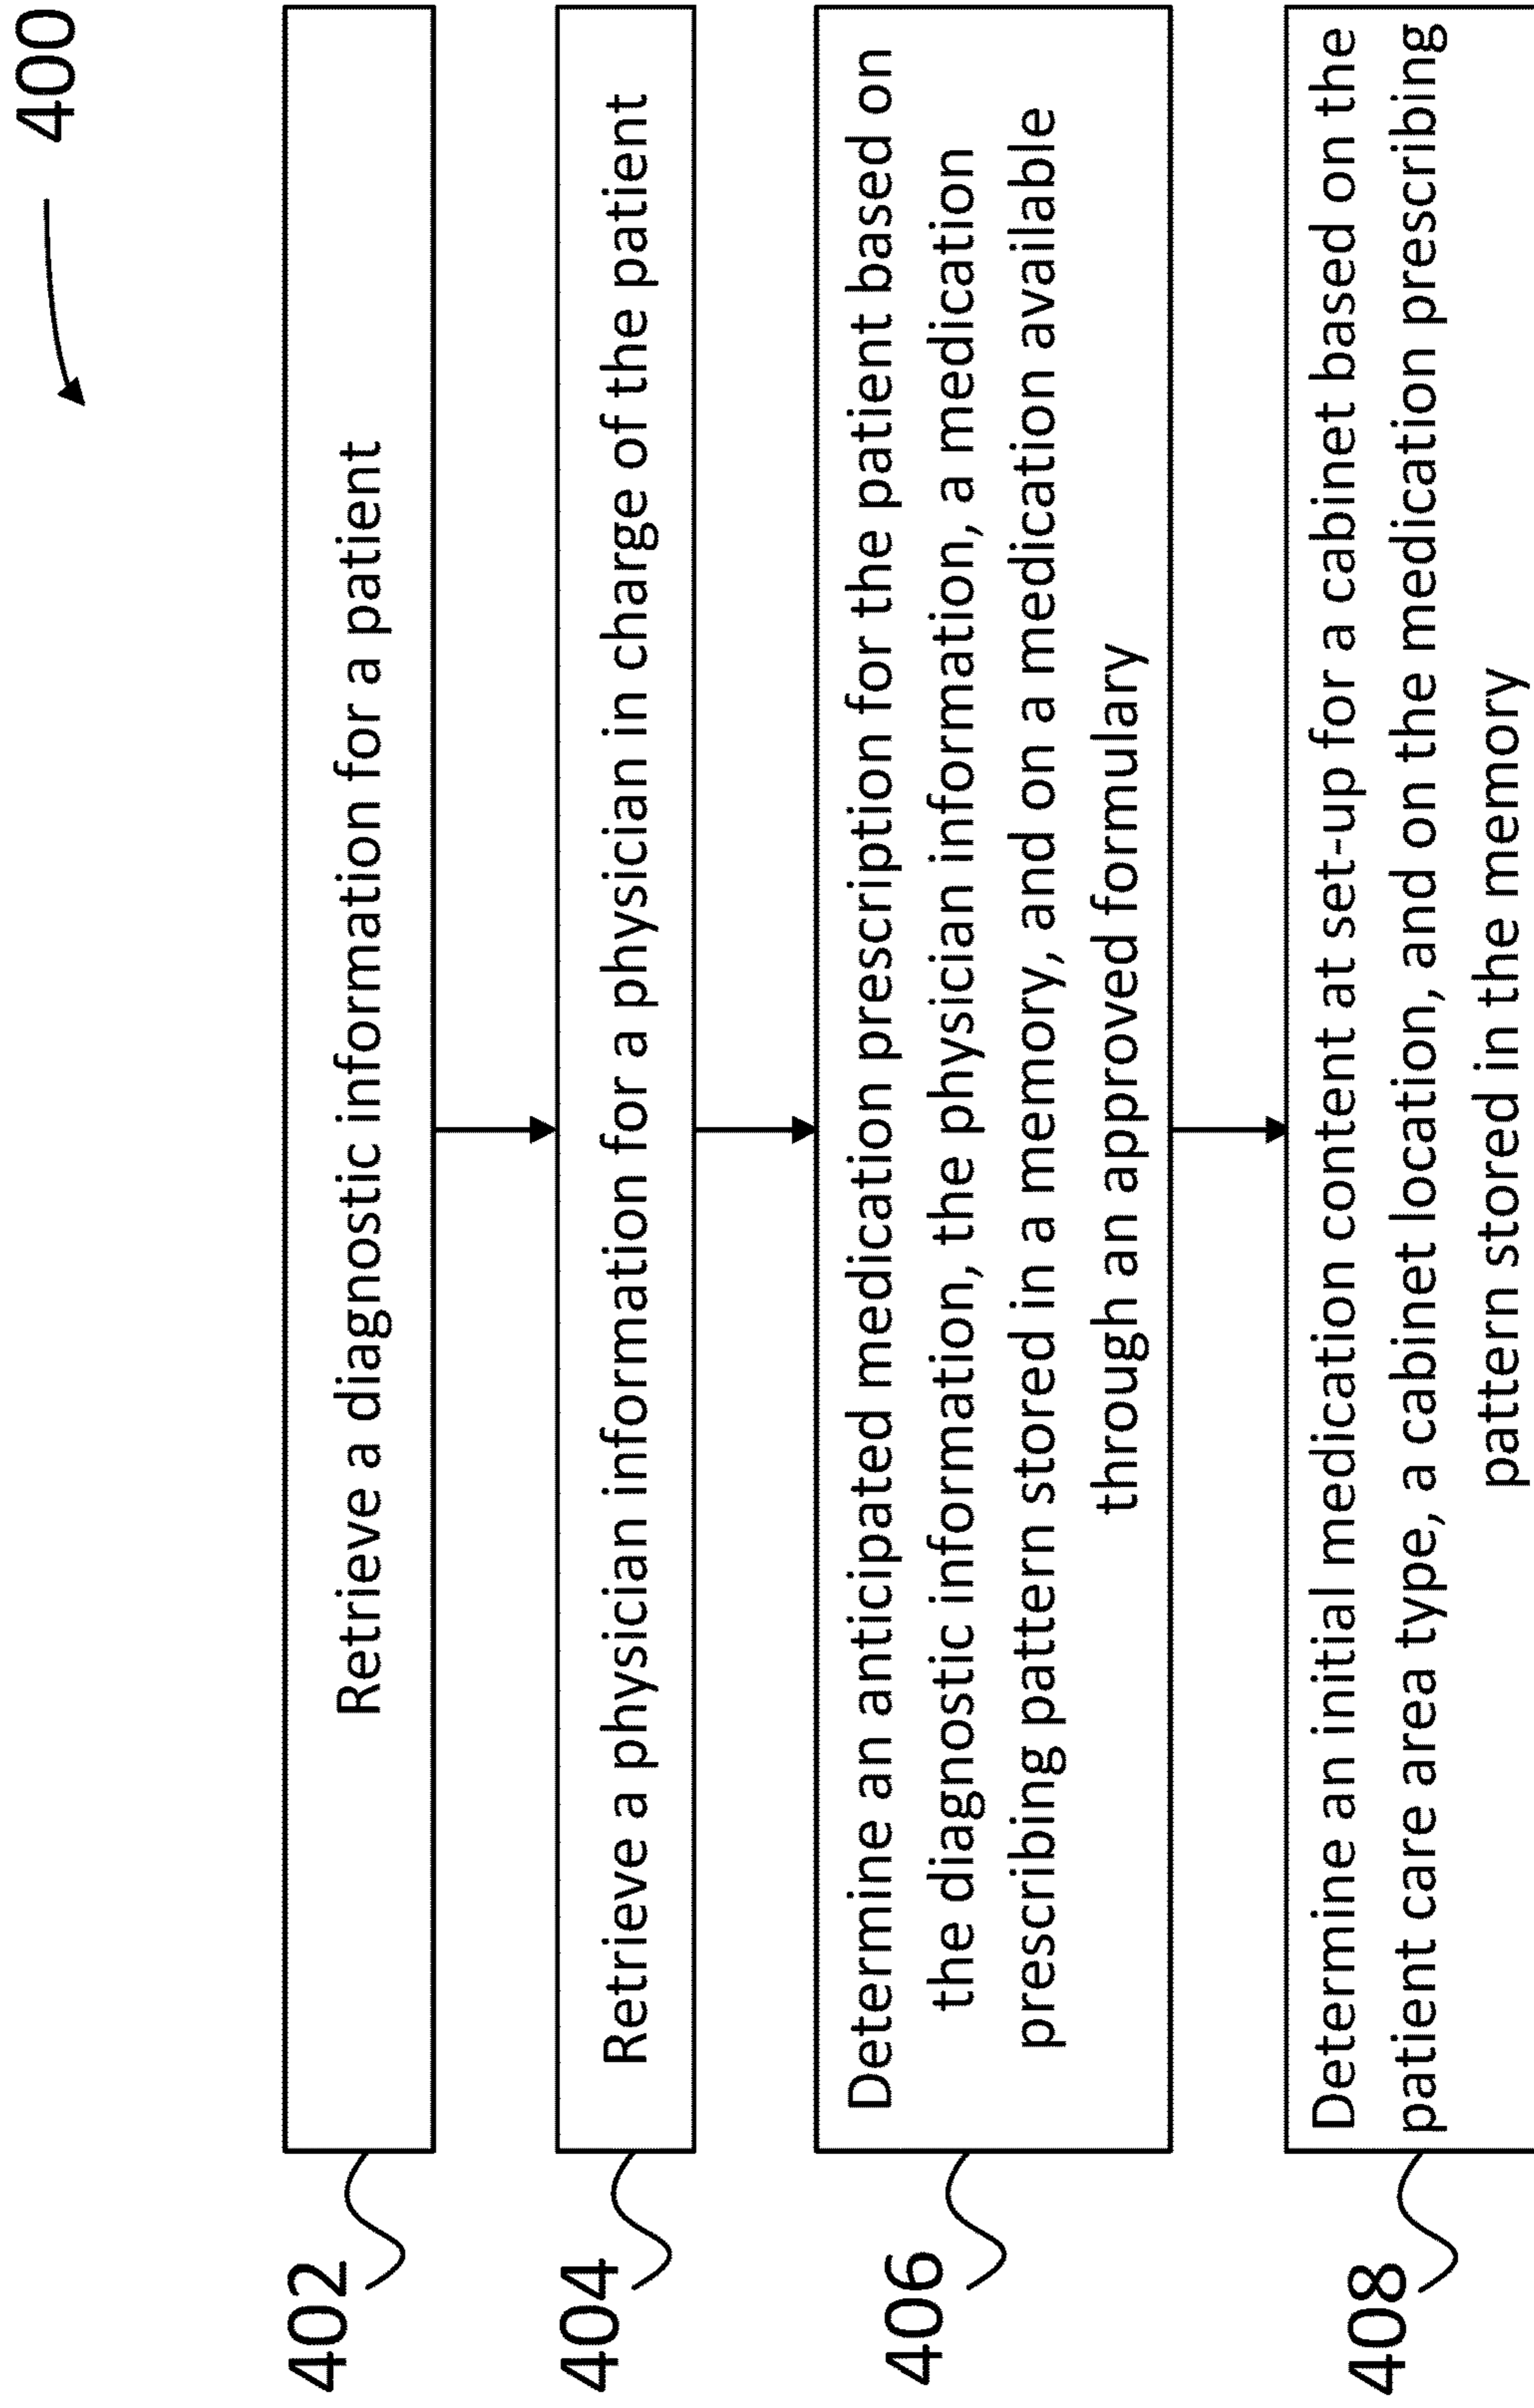 400
402
Retrieve a diagnostic information for a patient
404
Retrieve a physician information for a physician in charge of the patient
406
Determine an anticipated medication prescription for the patient based on
the diagnostic information, the physician information, a medication
prescribing pattern stored in a memory, and on a medication available
through an approved formulary
408
Determine an initial medication content at set-up for a cabinet based on the
patient care area type, a cabinet location, and on the medication prescribing
pattern stored in the memory